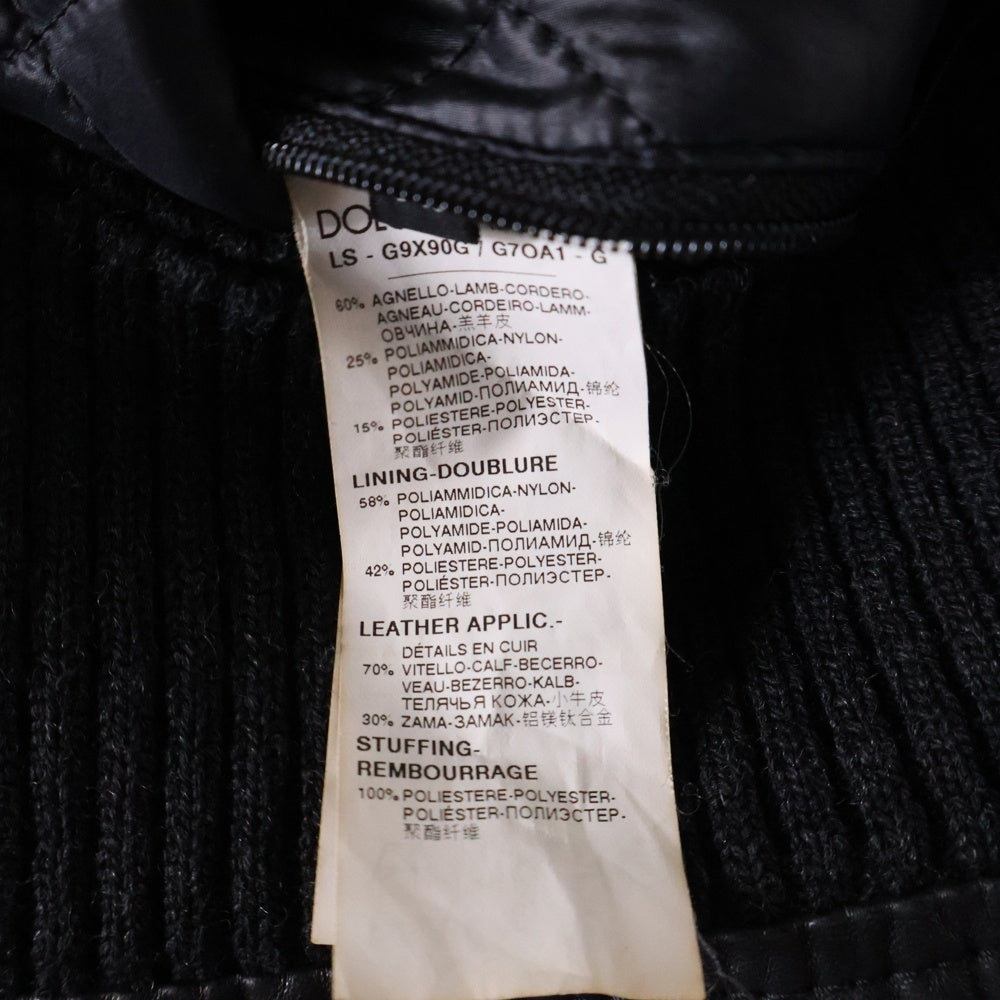 LS - G9X90G / G7OA1 - G
60% AGNELLO-LAMB-CORDERO-
AGNEAU-CORDEIRO-LAMM-
ОВЧИНА-羔羊皮
25% POLIAMMIDICA-NYLON-
POLIAMIDICA-
POLYAMIDE-POLIAMIDA-
POLYAMID-ПОЛИАМИД-锦纶
15% POLIESTERE-POLYESTER-
POLIÉSTER-ПОЛИЭСТЕР-
聚酯纤维
LINING-DOUBLURE
58% POLIAMMIDICA-NYLON-
POLIAMIDICA-
POLYAMIDE-POLIAMIDA-
POLYAMID-ПОЛИАМИД-锦纶
42% POLIESTERE-POLYESTER-
POLIÉSTER-ПОЛИЭСТЕР-
聚酯纤维
LEATHER APPLIC.-
DÉTAILS EN CUIR
70% VITELLO-CALF-BECERRO-
VEAU-BEZERRO-KALB-
ТЕЛЯЧЬЯ КОЖА-小牛皮
30% ZAMA-ЗАМАК-铝镁钛合金
STUFFING-
REMBOURRAGE
100% POLIESTERE-POLYESTER-
POLIÉSTER-ПОЛИЭСТЕР-
聚酯纤维